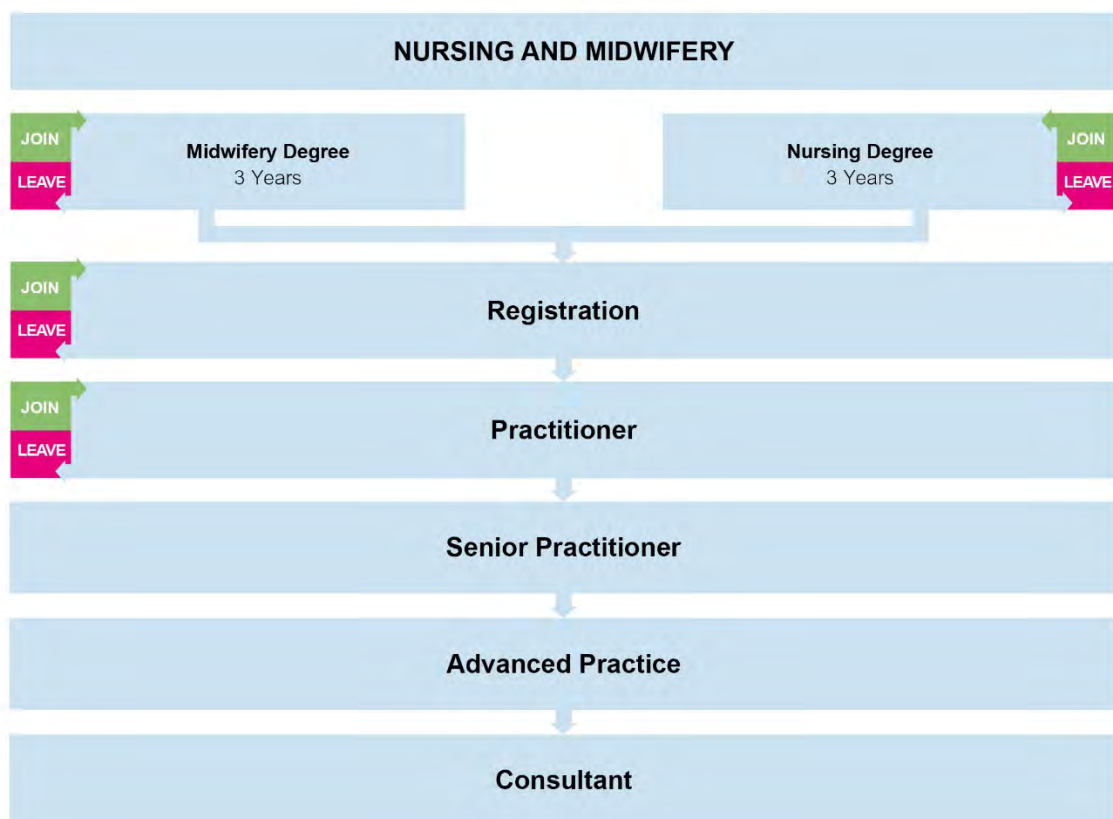 NURSING AND MIDWIFERY
JOIN
LEAVE
Midwifery Degree
3 Years
Nursing Degree
3 Years
JOIN
LEAVE
JOIN
LEAVE
Registration
JOIN
LEAVE
Practitioner
Senior Practitioner
Advanced Practice
Consultant